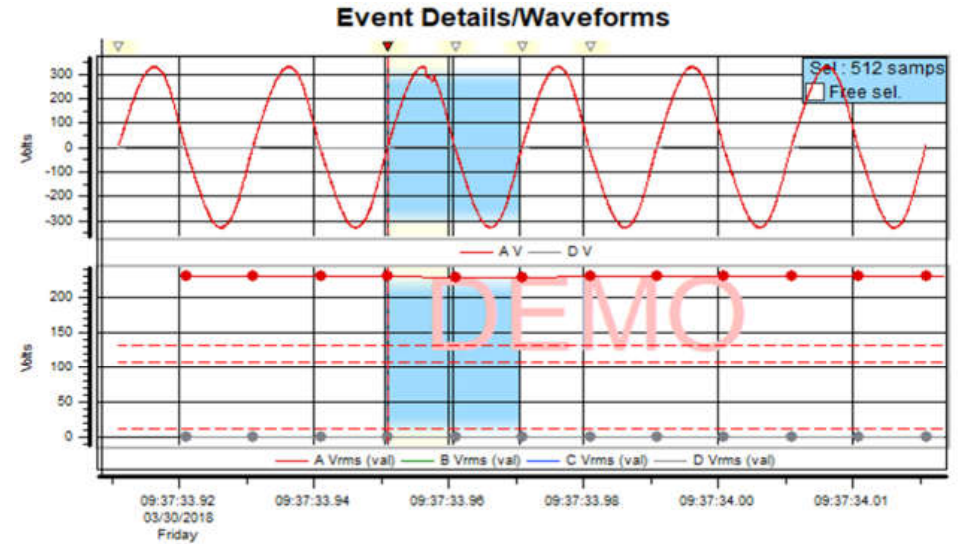 Event Details/Waveforms
Sel : 512 samps
Free sel.
Volts
300
200
100
0
-100
-200
-300
A V
D V
DEMO
Volts
200
150
100
50
0
A Vrms (val)
B Vrms (val)
C Vrms (val)
D Vrms (val)
09:37:33.92
09:37:33.94
09:37:33.96
09:37:33.98
09:37:34.00
09:37:34.01
03/30/2018
Friday